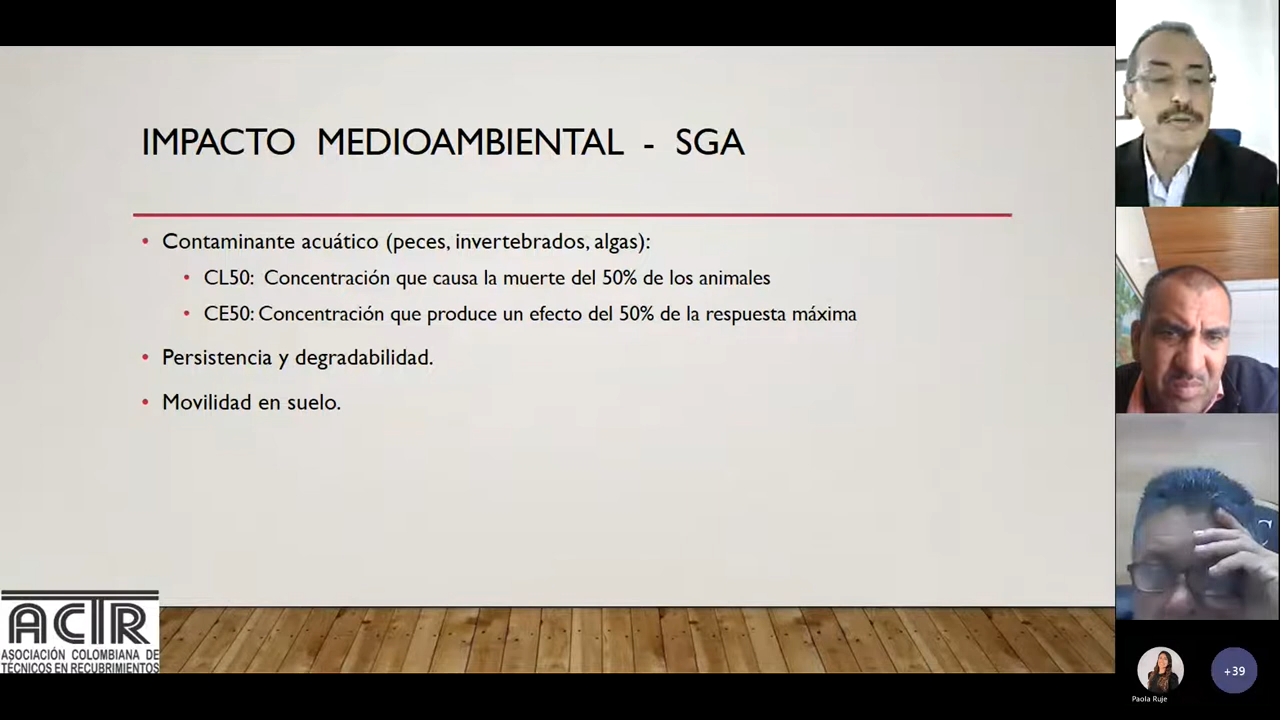 IMPACTO MEDIOAMBIENTAL - SGA
• Contaminante acuático (peces, invertebrados, algas):
• CL50: Concentración que causa la muerte del 50% de los animales
• CE50: Concentración que produce un efecto del 50% de la respuesta máxima
• Persistencia y degradabilidad.
• Movilidad en suelo.
ACTR
ASOCIACIÓN COLOMBIANA DE
TÉCNICOS EN RECUBRIMIENTOS
C
Paola Ruje
+39